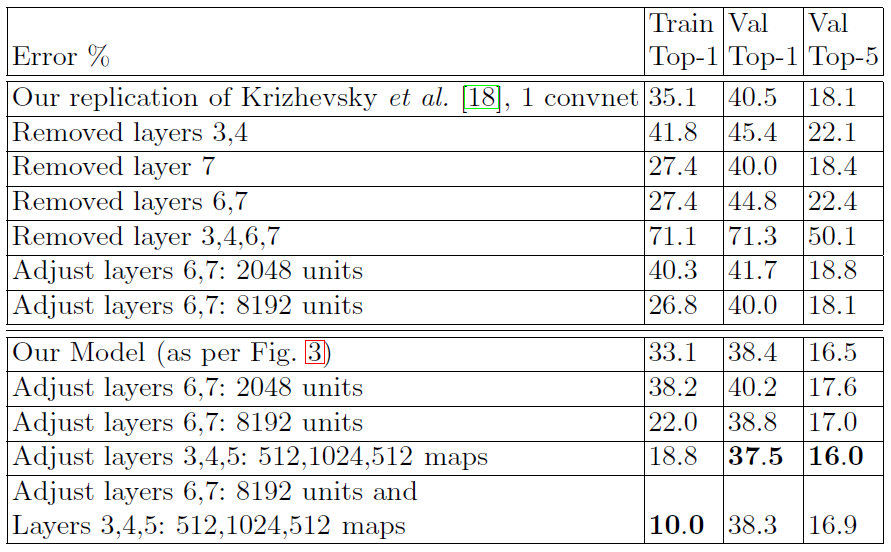 Train Val Val
Error % Top-1 Top-1 Top-5
Our replication of Krizhevsky et al. [18], 1 convnet 35.1 40.5 18.1
Removed layers 3,4 41.8 45.4 22.1
Removed layer 7 27.4 40.0 18.4
Removed layers 6,7 27.4 44.8 22.4
Removed layer 3,4,6,7 71.1 71.3 50.1
Adjust layers 6,7: 2048 units 40.3 41.7 18.8
Adjust layers 6,7: 8192 units 26.8 40.0 18.1
Our Model (as per Fig. 3) 33.1 38.4 16.5
Adjust layers 6,7: 2048 units 38.2 40.2 17.6
Adjust layers 6,7: 8192 units 22.0 38.8 17.0
Adjust layers 3,4,5: 512,1024,512 maps 18.8 37.5 16.0
Adjust layers 6,7: 8192 units and
Layers 3,4,5: 512,1024,512 maps 10.0 38.3 16.9